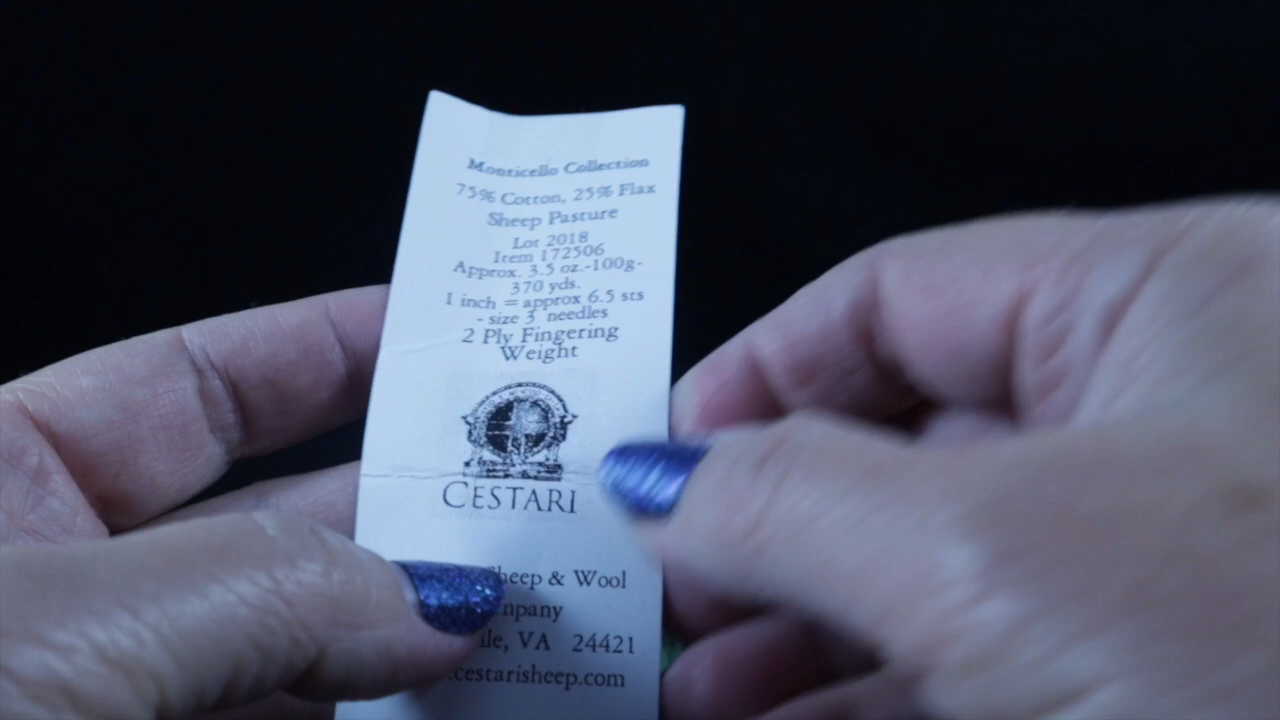 Monticello Collection
75% Cotton, 25% Flax
Sheep Pasture
Lot 2018
Item 172506
Approx. 3.5 oz.-100g-
370 yds.
1 inch = approx 6.5 sts
- size 3 needles
2 Ply Fingering
Weight
CESTARI
Sheep & Wool
VA 24421
.cestarisheep.com